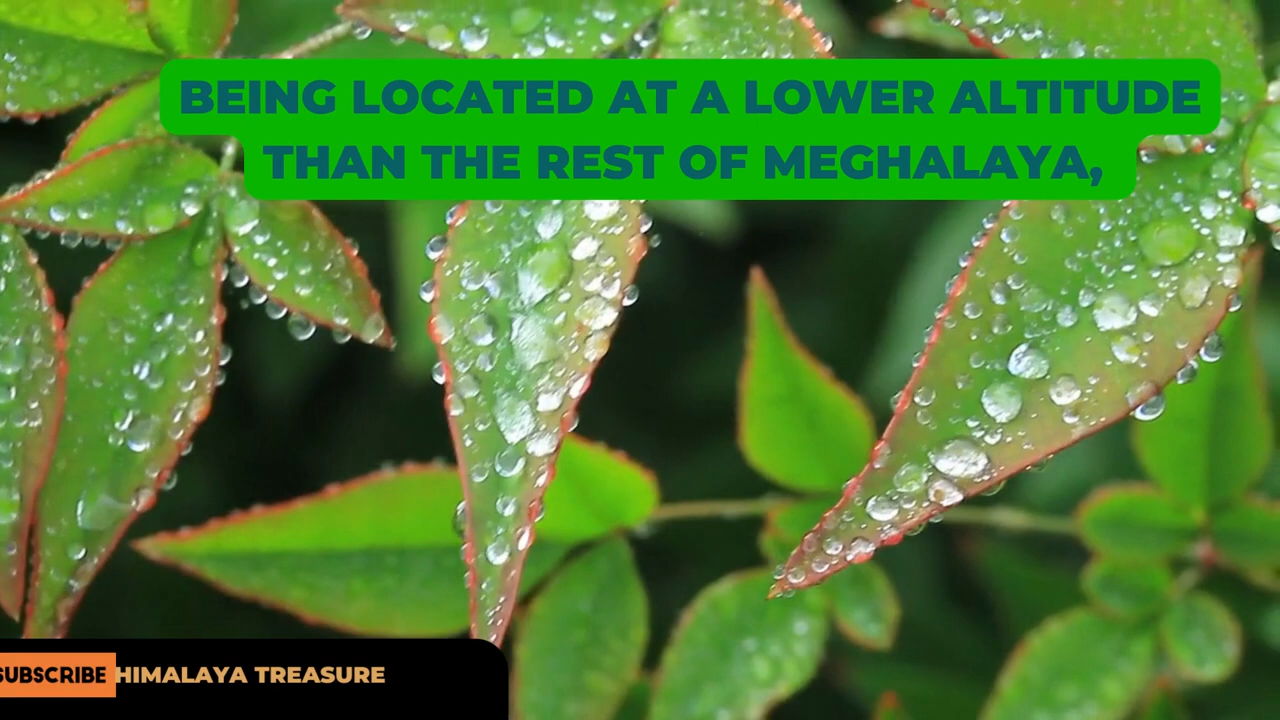 BEING LOCATED AT A LOWER ALTITUDE
THAN THE REST OF MEGHALAYA,
SUBSCRIBE HIMALAYA TREASURE